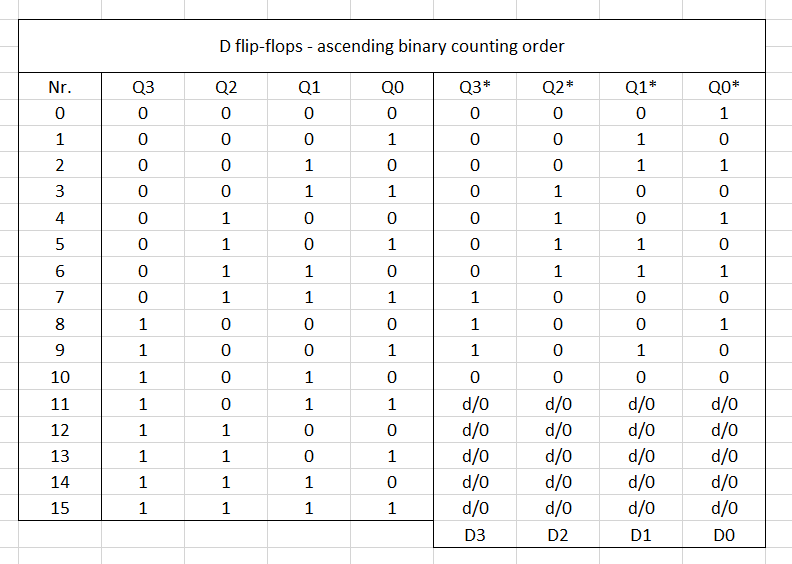 D flip-flops - ascending binary counting order
Nr. Q3 Q2 Q1 Q0 Q3* Q2* Q1* Q0*
0 0 0 0 0 0 0 0 1
1 0 0 0 1 0 0 1 0
2 0 0 1 0 0 0 1 1
3 0 0 1 1 0 1 0 0
4 0 1 0 0 0 1 0 1
5 0 1 0 1 0 1 1 0
6 0 1 1 0 0 1 1 1
7 0 1 1 1 1 0 0 0
8 1 0 0 0 1 0 0 1
9 1 0 0 1 1 0 1 0
10 1 0 1 0 0 0 0 0
11 1 0 1 1 d/0 d/0 d/0 d/0
12 1 1 0 0 d/0 d/0 d/0 d/0
13 1 1 0 1 d/0 d/0 d/0 d/0
14 1 1 1 0 d/0 d/0 d/0 d/0
15 1 1 1 1 d/0 d/0 d/0 d/0
D3 D2 D1 D0